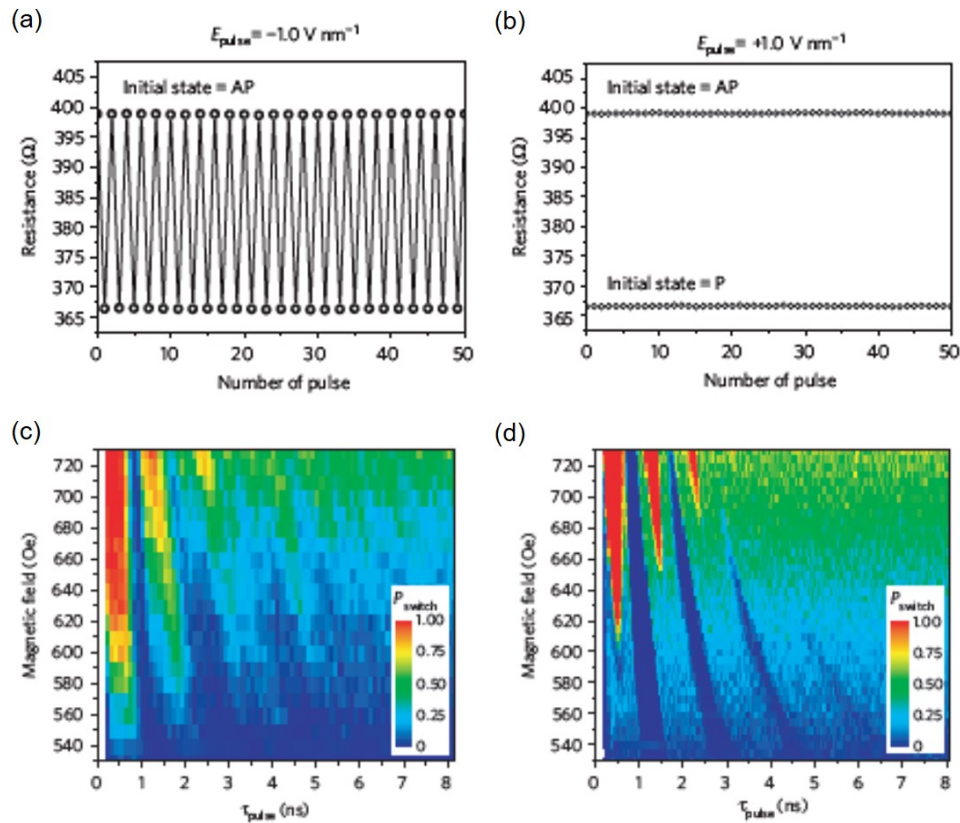 (a)
E pulse = −1.0 V nm⁻¹
Initial state = AP
405
400
395
390
385
380
375
370
365
Resistance (Ω)
0 10 20 30 40 50
Number of pulse
(b)
E pulse = +1.0 V nm⁻¹
Initial state = AP
Initial state = P
405
400
395
390
385
380
375
370
365
Resistance (Ω)
0 10 20 30 40 50
Number of pulse
(c)
720
700
680
660
640
620
600
580
560
540
Magnetic field (Oe)
P switch
1.00
0.75
0.50
0.25
0
0 1 2 3 4 5 6 7 8
τ pulse (ns)
(d)
720
700
680
660
640
620
600
580
560
540
Magnetic field (Oe)
P switch
1.00
0.75
0.50
0.25
0
0 1 2 3 4 5 6 7 8
τ pulse (ns)